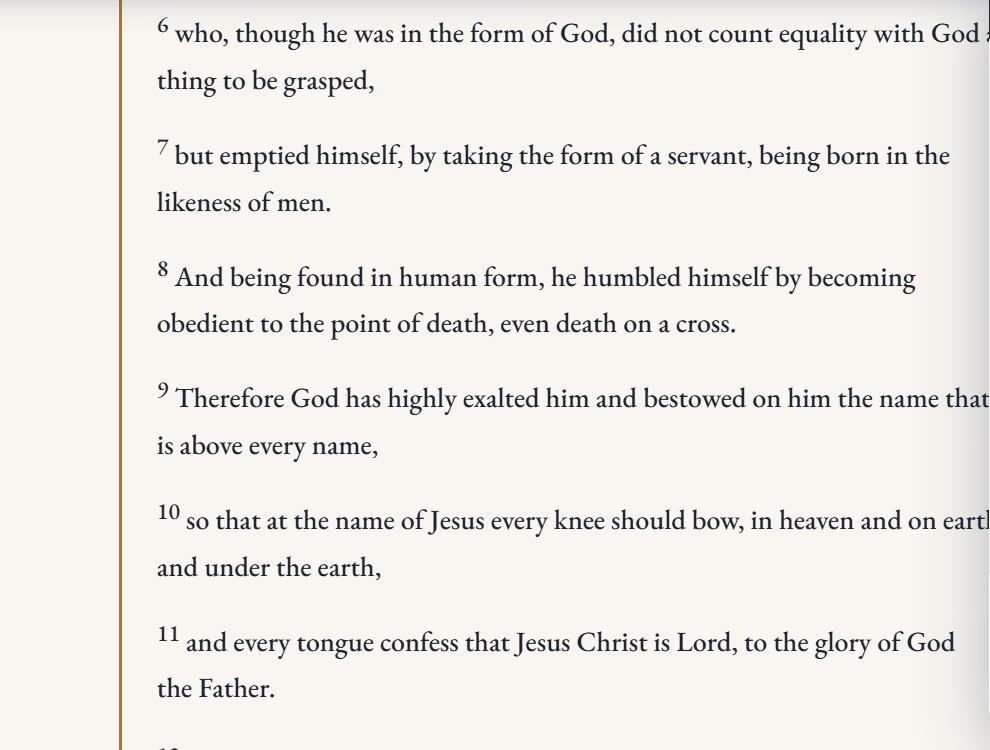 6 who, though he was in the form of God, did not count equality with God
thing to be grasped,
7 but emptied himself, by taking the form of a servant, being born in the
likeness of men.
8 And being found in human form, he humbled himself by becoming
obedient to the point of death, even death on a cross.
9 Therefore God has highly exalted him and bestowed on him the name that
is above every name,
10 so that at the name of Jesus every knee should bow, in heaven and on
and under the earth,
11 and every tongue confess that Jesus Christ is Lord, to the glory of God
the Father.